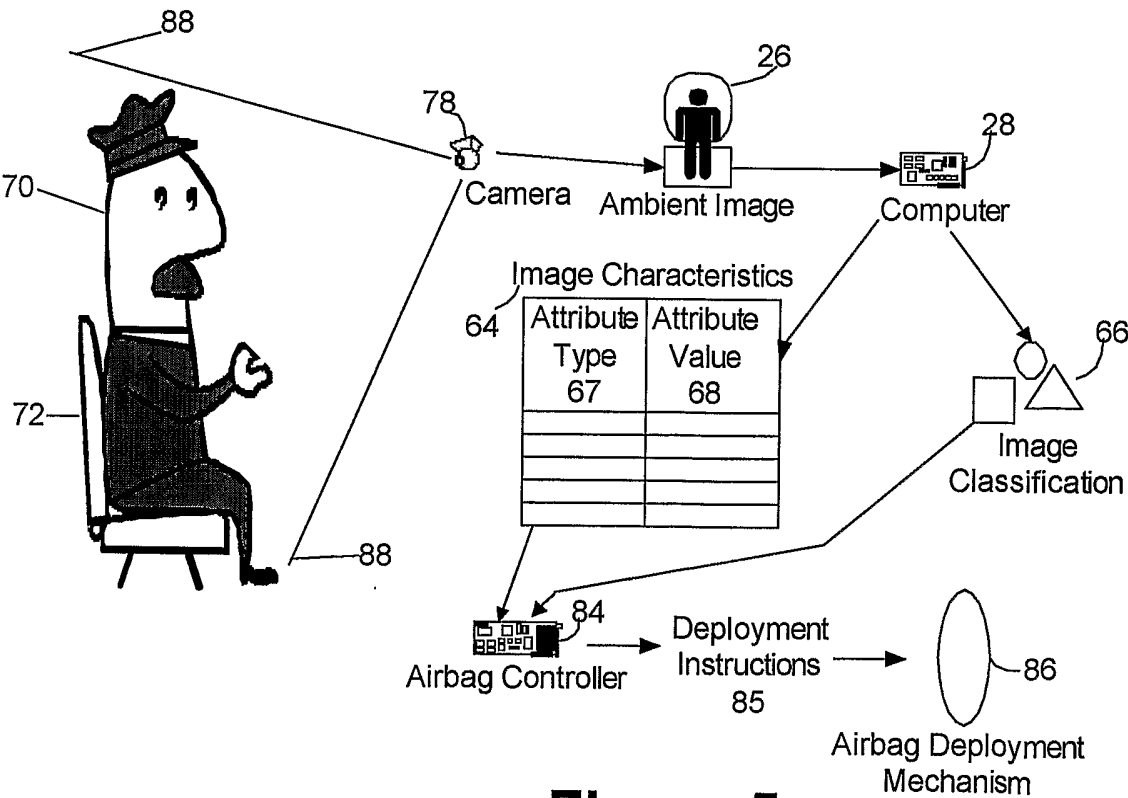 88
26
78
28
70
Camera
Ambient Image
Computer
Image Characteristics
64
Attribute
Type
67
Attribute
Value
68
66
72
Image
Classification
88
84
Airbag Controller
Deployment
Instructions
85
86
Airbag Deployment
Mechanism